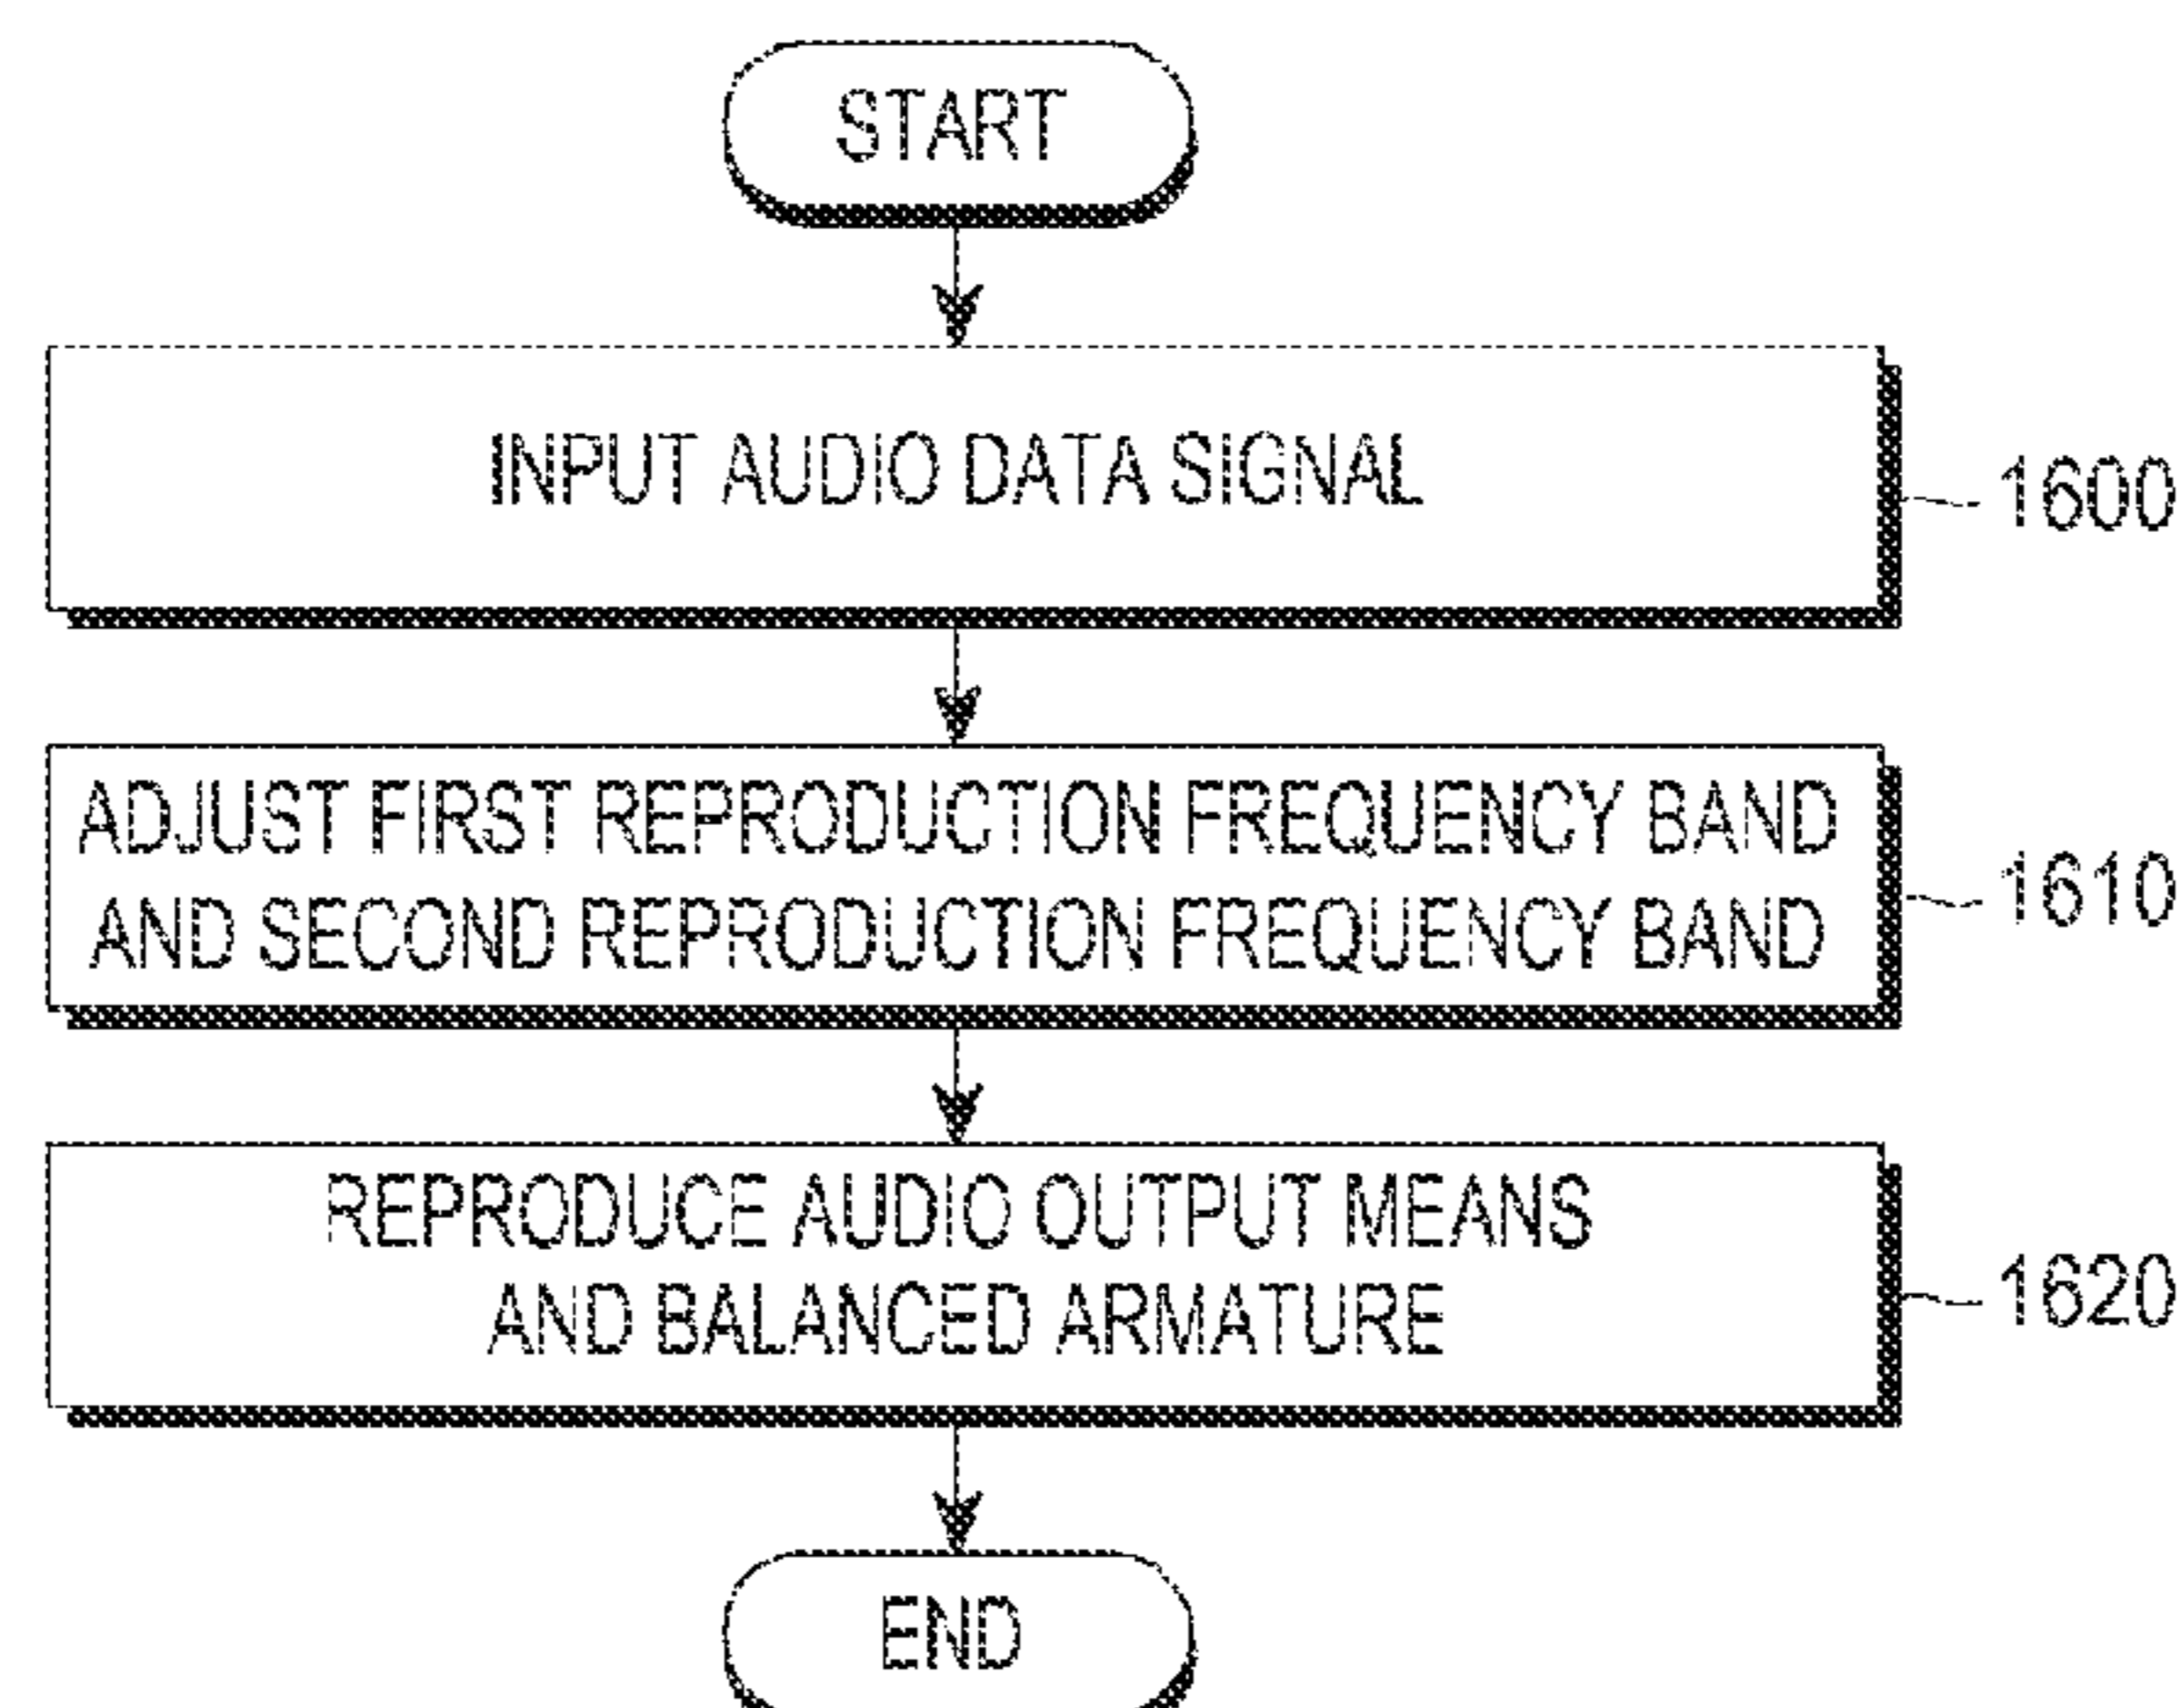 START
INPUT AUDIO DATA SIGNAL
1600
ADJUST FIRST REPRODUCTION FREQUENCY BAND
AND SECOND REPRODUCTION FREQUENCY BAND
1610
REPRODUCE AUDIO OUTPUT MEANS
AND BALANCED ARMATURE
1620
END